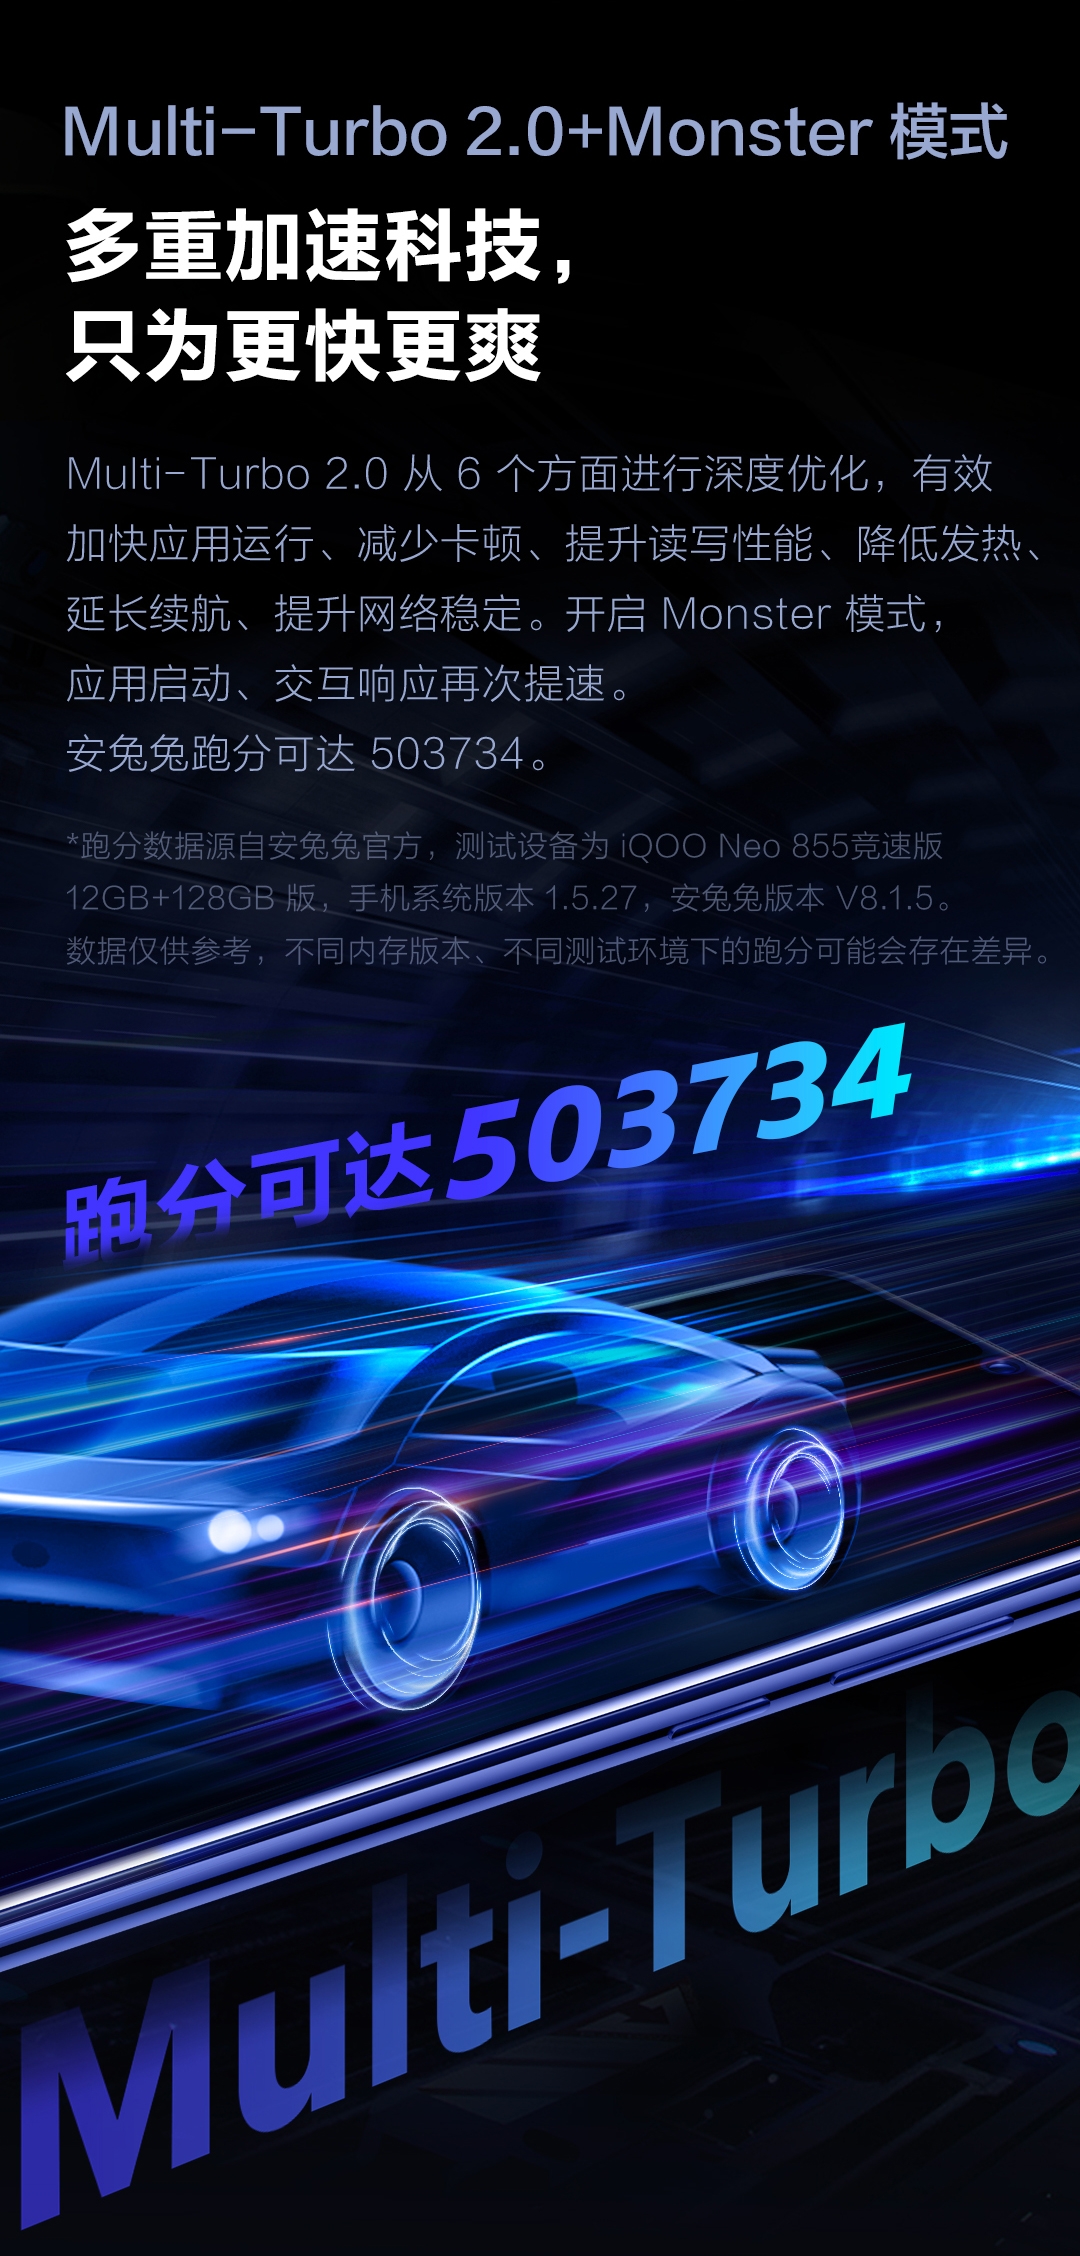 Multi-Turbo 2.0+Monster 模式
多重加速科技，
只为更快更爽
Multi-Turbo 2.0 从 6 个方面进行深度优化，有效
加快应用运行、减少卡顿、提升读写性能、降低发热、
延长续航、提升网络稳定。开启 Monster 模式，
应用启动、交互响应再次提速。
安兔兔跑分可达 503734。
*跑分数据源自安兔兔官方，测试设备为 iQOO Neo 855竞速版
12GB+128GB 版，手机系统版本 1.5.27，安兔兔版本 V8.1.5。
数据仅供参考，不同内存版本、不同测试环境下的跑分可能会存在差异。
跑分可达503734
Multi-Turbo